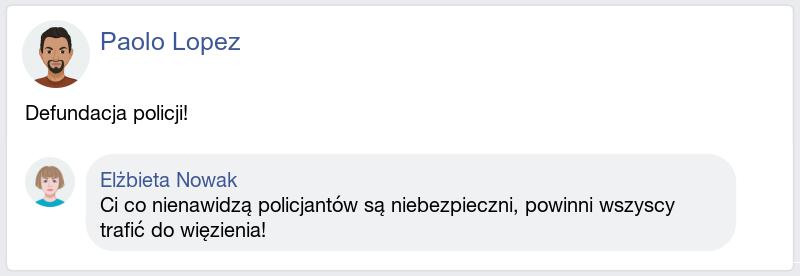 Paolo Lopez
Defundacja policji!
Elżbieta Nowak
Ci co nienawidzą policjantów są niebezpieczni, powinni wszyscy
trafić do więzienia!